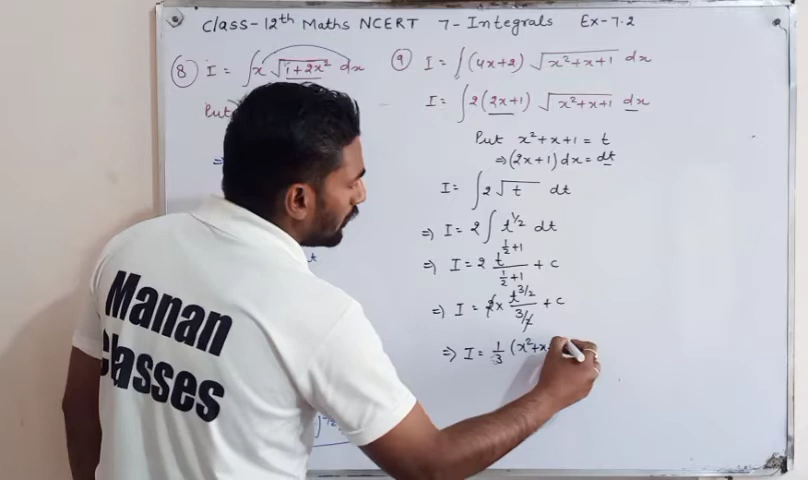 Class-12th Maths NCERT 7-Integrals Ex-7.2
⑧ I = ∫x √(1+2x²) dx
Put
⑨ I = ∫(4x+2) √(x²+x+1) dx
I = ∫2(2x+1) √(x²+x+1) dx
Put x²+x+1 = t
⇒ (2x+1)dx = dt
I = ∫2√t dt
⇒ I = 2∫t^(1/2) dt
⇒ I = 2 t^(1/2+1)/(1/2+1) + c
⇒ I = 2 x t^(3/2)/(3/2) + c
⇒ I = 1/3 (x²+x
Manan
Classes